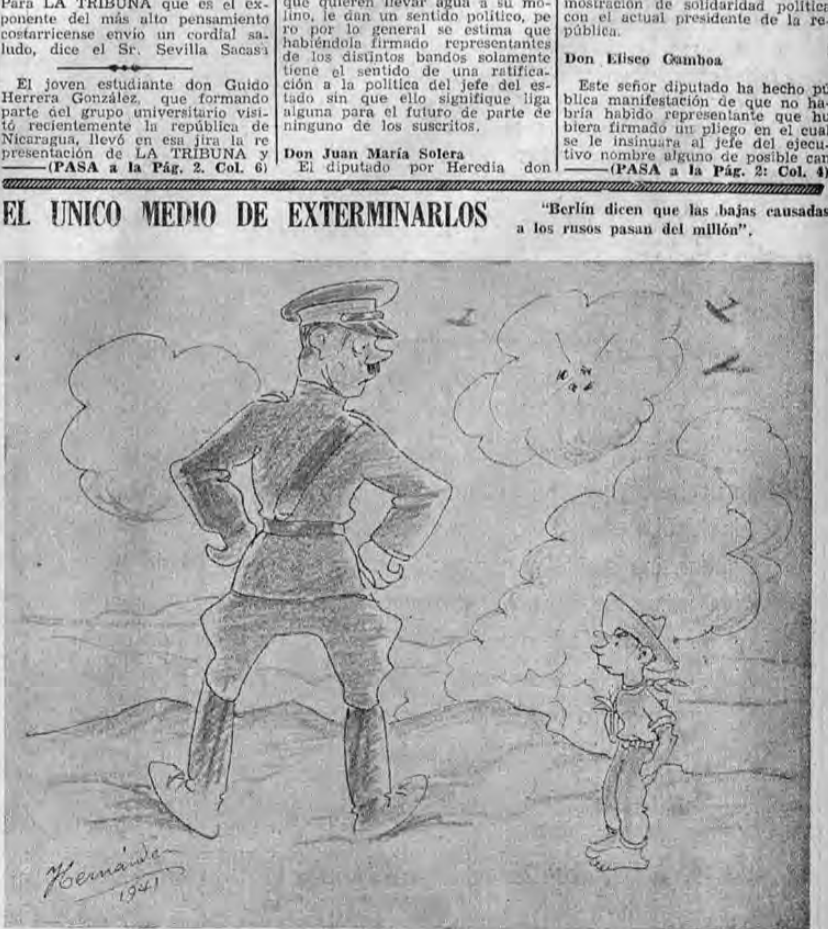 Para LA TRIBUNA que es el ex-
ponente del más alto pensamiento
costarricense envío un cordial sa-
ludo, dice el Sr. Sevilla Sacasa
El joven estudiante don Guido
Herrera González, que formando
parte del grupo universitario visi-
tó recientemente la república de
Nicaragua, llevó en esa jira la re
presentación de LA TRIBUNA y
(PASA a la Pág. 2. Col. 6)
que quieren llevar agua a su mo-
lino, le dan un sentido político, pe
ro por lo general se estima que
habiéndola firmado representantes
de los distintos bandos solamente
tiene el sentido de una ratifica-
ción a la política del jefe del es-
tado sin que ello signifique liga
alguna para el futuro de parte de
ninguno de los suscritos.
Don Juan María Solera
El diputado por Heredia don
mostración de solidaridad política
con el actual presidente de la re-
pública.
Don Eliseo Gamboa
Este señor diputado ha hecho pú
blica manifestación de que no ha-
bría habido representante que hu
biera firmado un pliego en el cual
se le insinuara al jefe del ejecu-
tivo nombre alguno de posible can
(PASA a la Pág. 2: Col. 4)
EL UNICO MEDIO DE EXTERMINARLOS
"Berlín dicen que las bajas causadas
a los rusos pasan del millón".
Hernández
1941